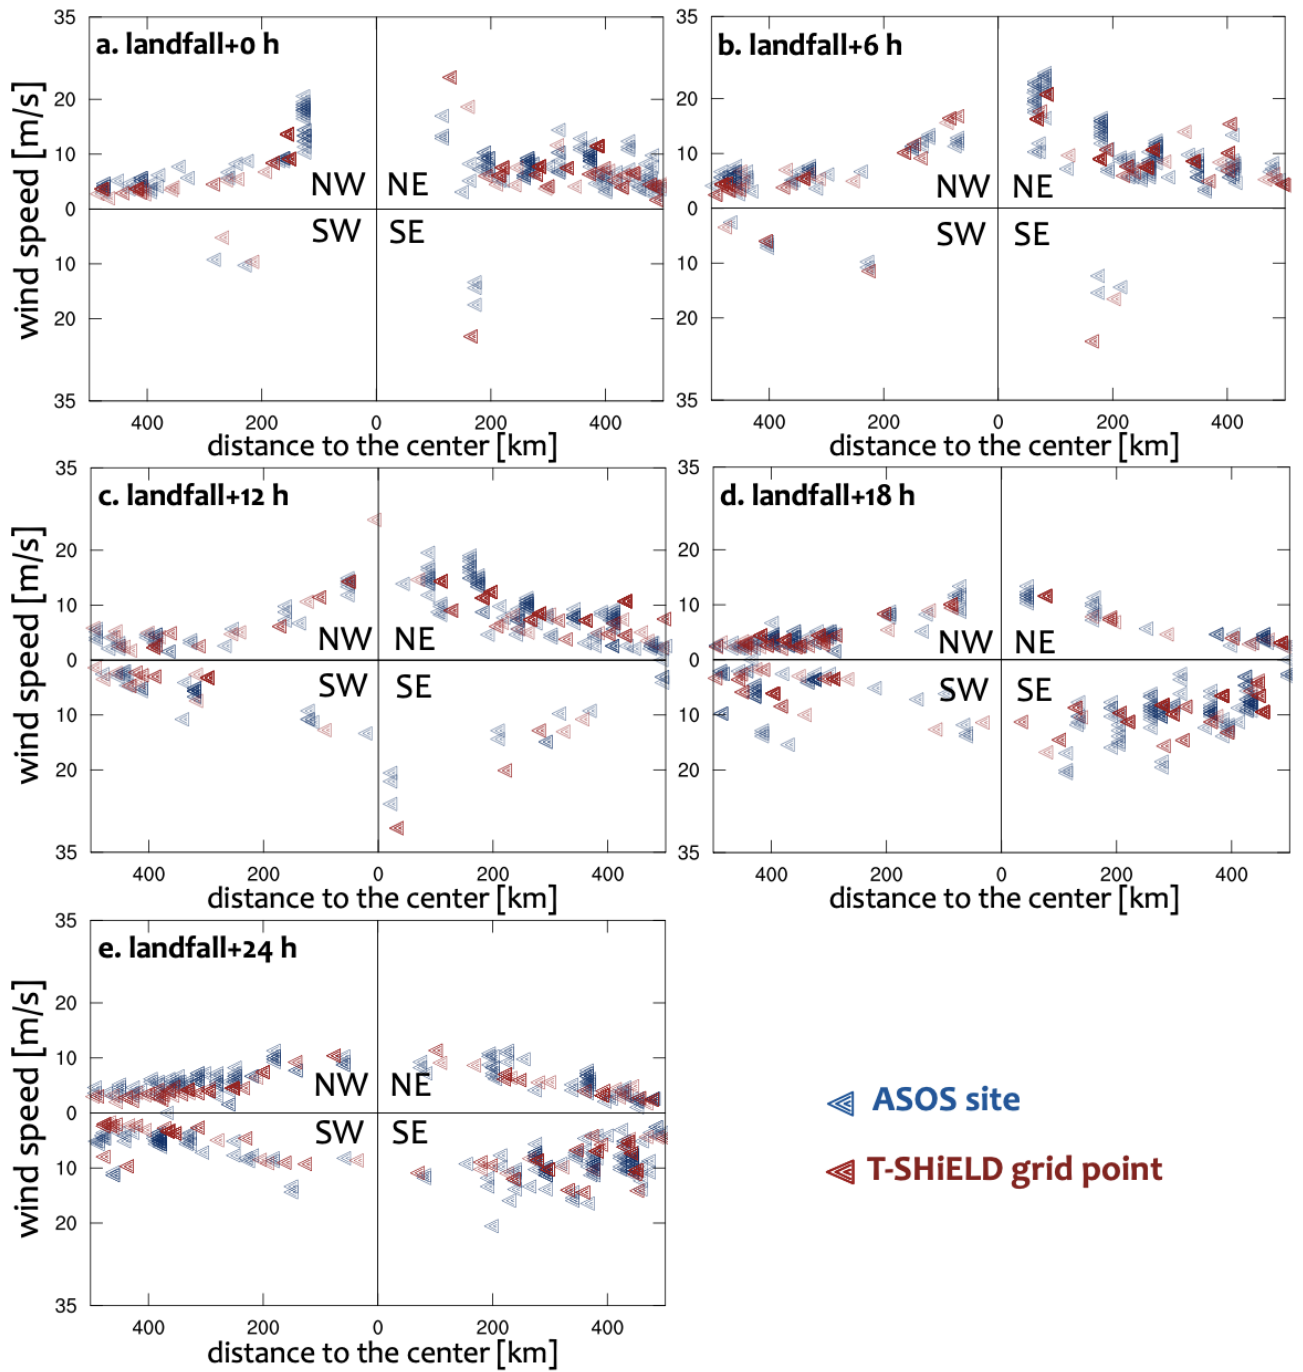 a. landfall+0 h
35
20
10
0
10
20
35
wind speed [m/s]
NW
NE
SW
SE
400
200
0
200
400
distance to the center [km]
b. landfall+6 h
35
20
10
0
10
20
35
wind speed [m/s]
NW
NE
SW
SE
400
200
0
200
400
distance to the center [km]
c. landfall+12 h
35
20
10
0
10
20
35
wind speed [m/s]
NW
NE
SW
SE
400
200
0
200
400
distance to the center [km]
d. landfall+18 h
35
20
10
0
10
20
35
wind speed [m/s]
NW
NE
SW
SE
400
200
0
200
400
distance to the center [km]
e. landfall+24 h
35
20
10
0
10
20
35
wind speed [m/s]
NW
NE
SW
SE
400
200
0
200
400
distance to the center [km]
ASOS site
T-SHiELD grid point